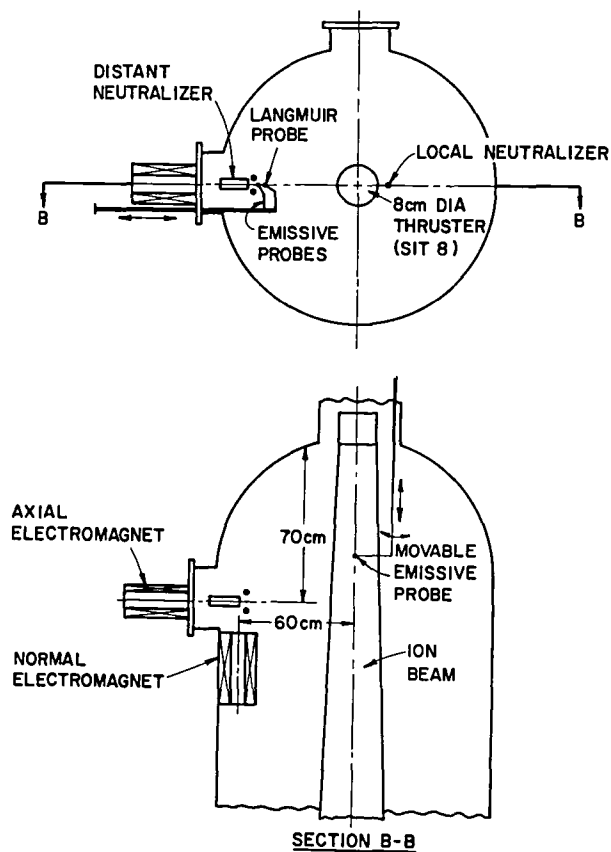 DISTANT
NEUTRALIZER
LANGMUIR
PROBE
LOCAL NEUTRALIZER
B
B
8cm DIA
THRUSTER
(SIT 8)
EMISSIVE
PROBES
AXIAL
ELECTROMAGNET
70cm
MOVABLE
EMISSIVE
PROBE
60cm
NORMAL
ELECTROMAGNET
ION
BEAM
SECTION B-B